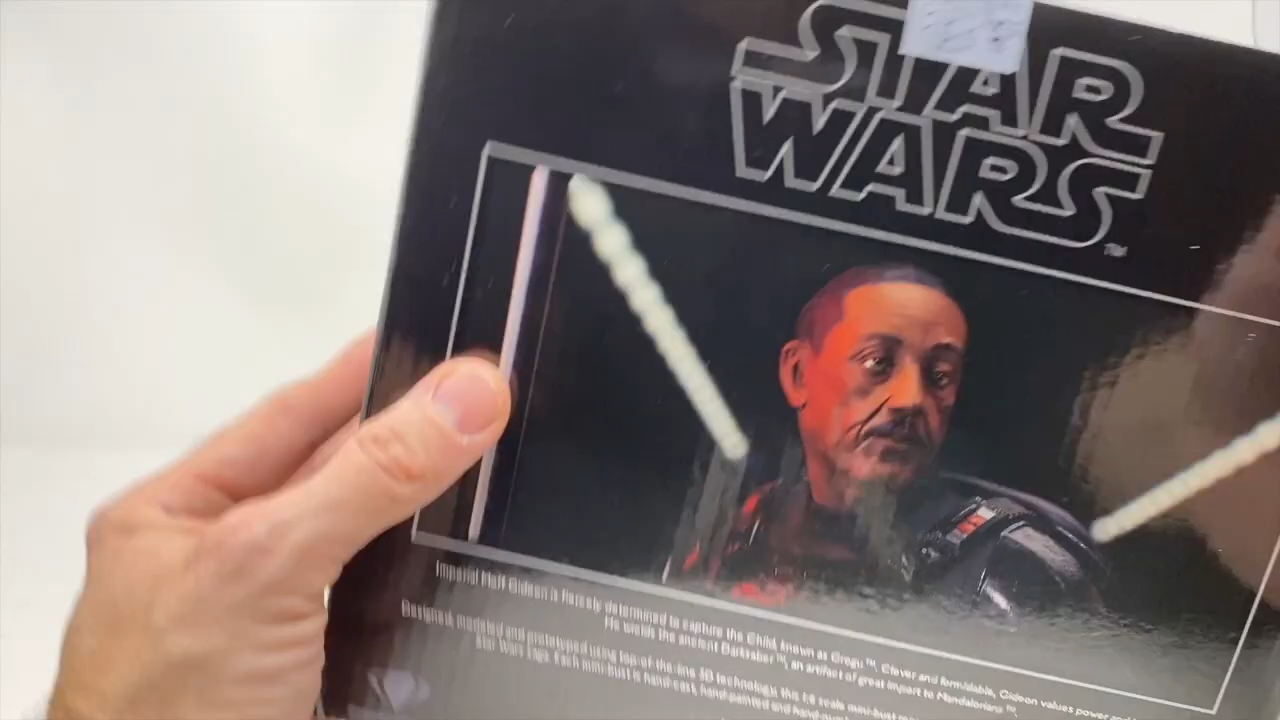 STAR
WARS
TM
Imperial Moff Gideon is fiercely determined to capture the Child, known as Grogu™. Clever and formidable, Gideon values power and
He wields the ancient Darksaber™, an artifact of great import to Mandalorians™.
Designed, modeled and prototyped using top-of-the-line 3D technology, this 1:6 scale mini-bust
Star Wars saga. Each mini-bust is hand-cast, hand-painted and